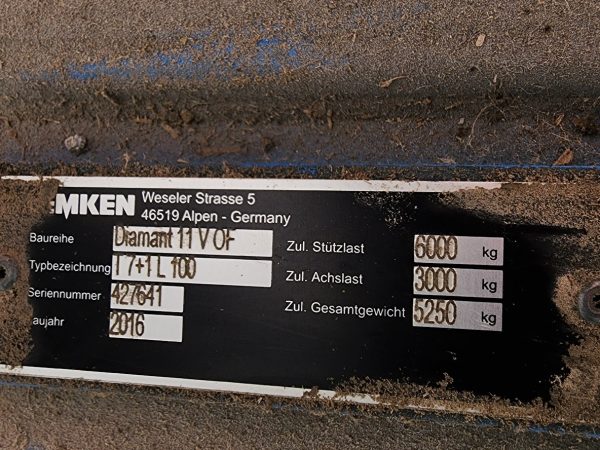 EMKEN Weseler Strasse 5
46519 Alpen - Germany
Baureihe Diamant 11 V OF
Typbezeichnung T 7+1 L 100
Seriennummer 427641
aujahr 2016
Zul. Stützlast 6000 kg
Zul. Achslast 3000 kg
Zul. Gesamtgewicht 5250 kg